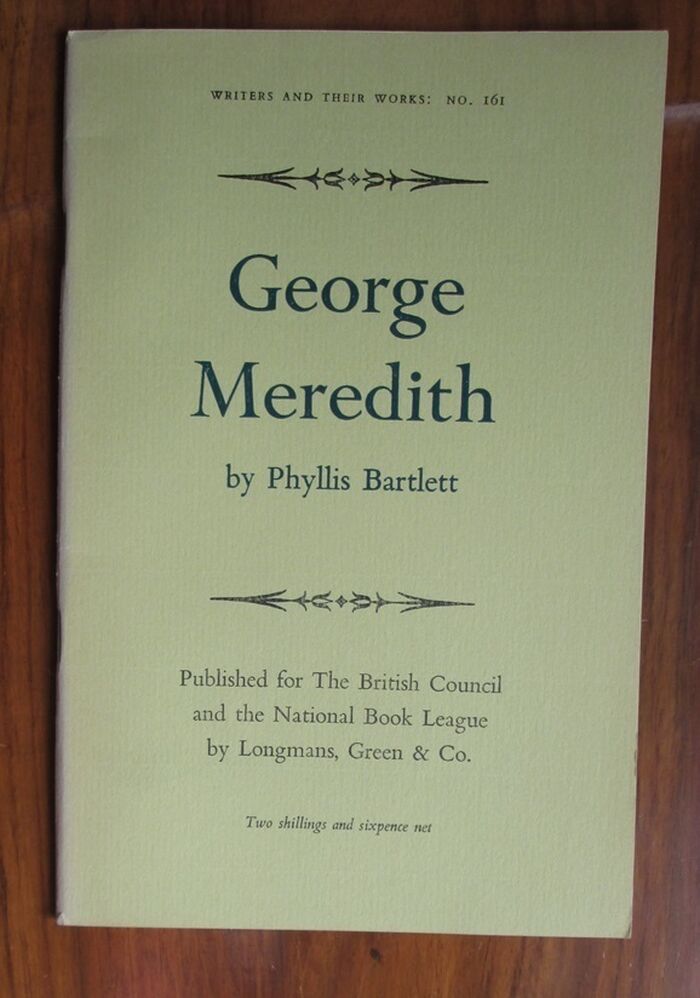 WRITERS AND THEIR WORKS: NO. 161
George
Meredith
by Phyllis Bartlett
Published for The British Council
and the National Book League
by Longmans, Green & Co.
Two shillings and sixpence net